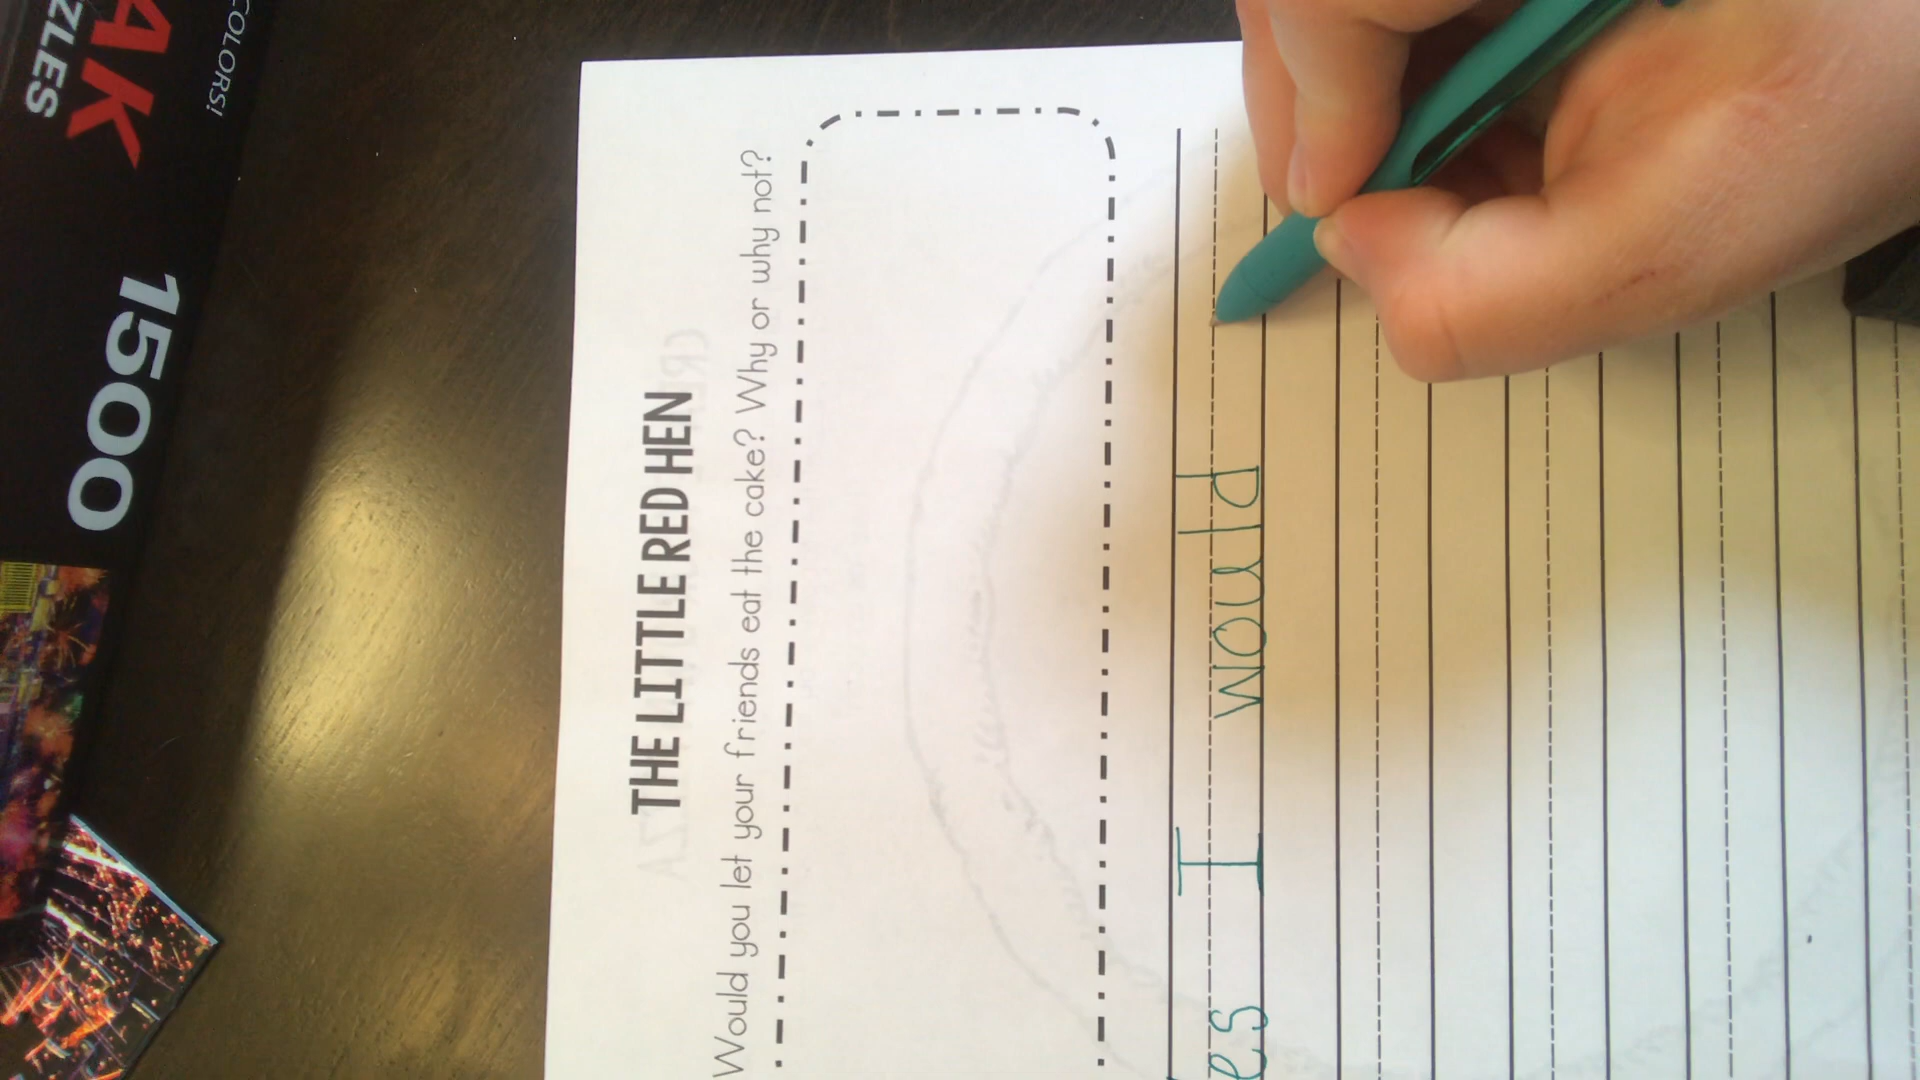 THE LITTLE RED HEN
Would you let your friends eat the cake? Why or why not?
es I would
COLORS!
AK
ZLES
1500